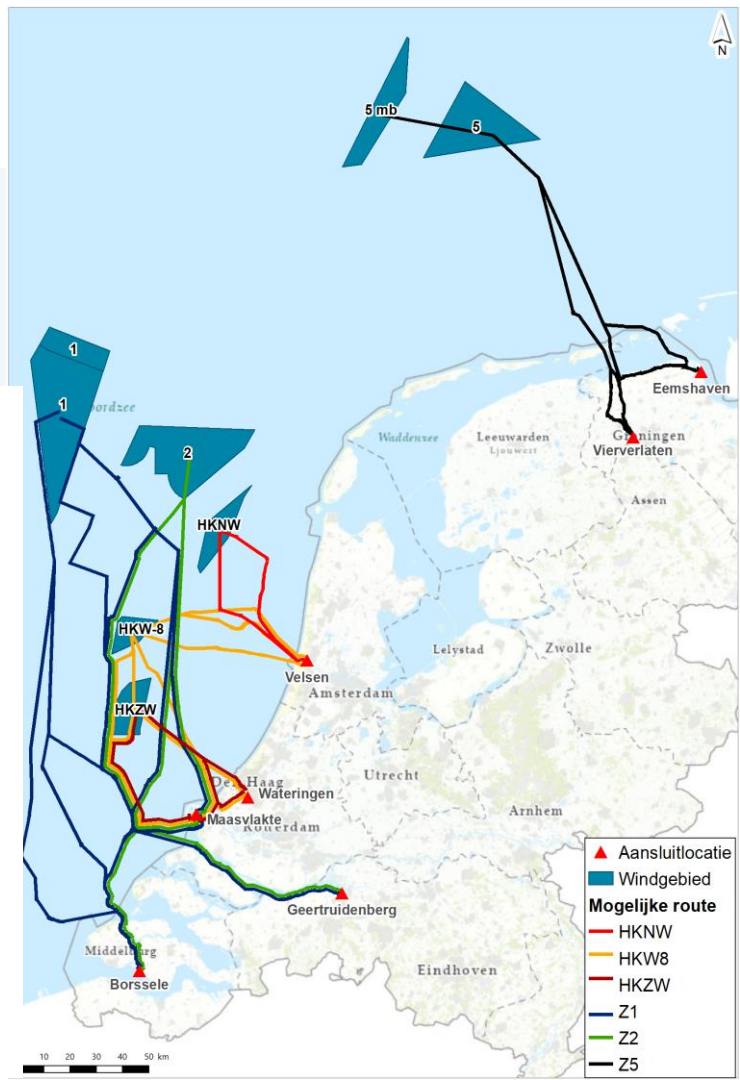 N
5 mb
5
1
1
oordzee
2
HKNW
HKW-8
HKZW
Waddenzee
Leeuwarden
Ljouwert
Eemshaven
Groningen
Vierverlaten
Assen
Velsen
Amsterdam
Lelystad
Zwolle
Den Haag
Wateringen
Maasvlakte
Rotterdam
Utrecht
Arnhem
Geertruidenberg
Middelburg
Borssele
Eindhoven
Aansluitlocatie
Windgebied
Mogelijke route
HKNW
HKW8
HKZW
Z1
Z2
Z5
10 20 30 40 50 km